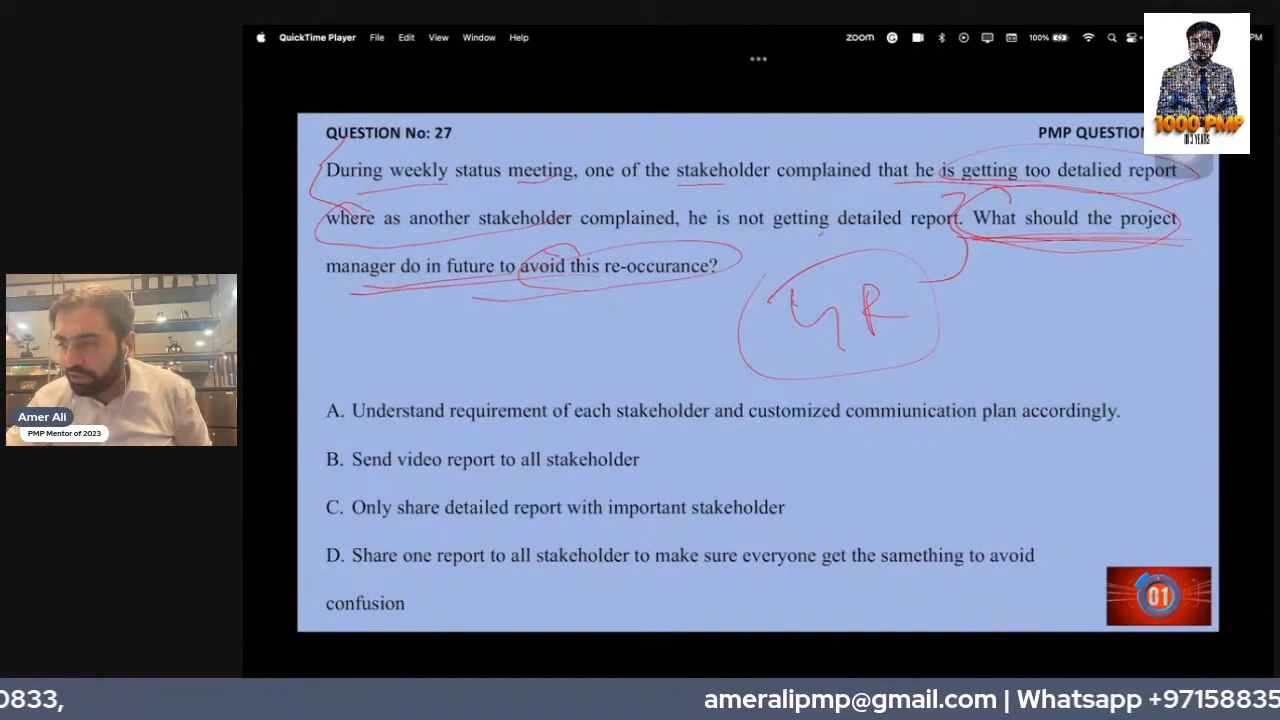 QuickTime Player File Edit View Window Help
zoom 100% PM
1000 PMP
IN 3 YEARS
QUESTION No: 27 PMP QUESTION
During weekly status meeting, one of the stakeholder complained that he is getting too detalied report
where as another stakeholder complained, he is not getting detailed report. What should the project
manager do in future to avoid this re-occurance?
A. Understand requirement of each stakeholder and customized commiunication plan accordingly.
B. Send video report to all stakeholder
C. Only share detailed report with important stakeholder
D. Share one report to all stakeholder to make sure everyone get the samething to avoid
confusion
01
Amer Ali
PMP Mentor of 2023
0833, ameralipmp@gmail.com | Whatsapp +97158835